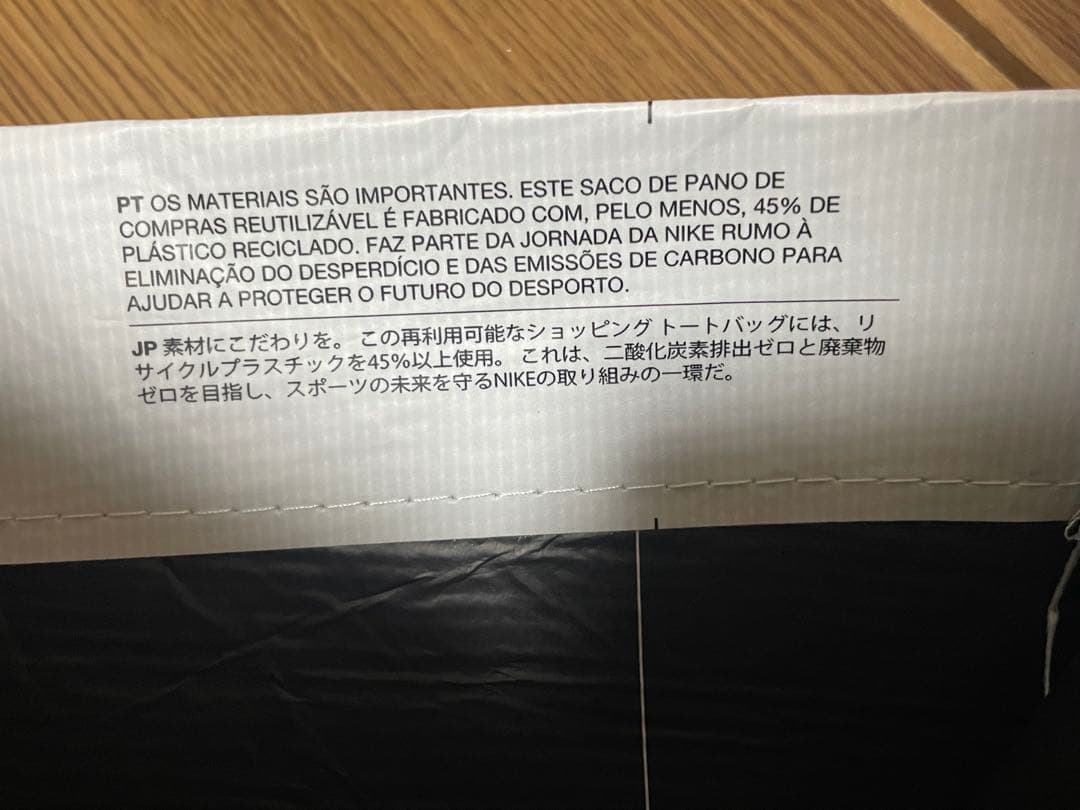 PT OS MATERIAIS SÃO IMPORTANTES. ESTE SACO DE PANO DE
COMPRAS REUTILIZÁVEL É FABRICADO COM, PELO MENOS, 45% DE
PLÁSTICO RECICLADO. FAZ PARTE DA JORNADA DA NIKE RUMO À
ELIMINAÇÃO DO DESPERDÍCIO E DAS EMISSÕES DE CARBONO PARA
AJUDAR A PROTEGER O FUTURO DO DESPORTO.
JP 素材にこだわりを。 この再利用可能なショッピング トートバッグには、リ
サイクルプラスチックを45%以上使用。 これは、二酸化炭素排出ゼロと廃棄物
ゼロを目指し、スポーツの未来を守るNIKEの取り組みの一環だ。